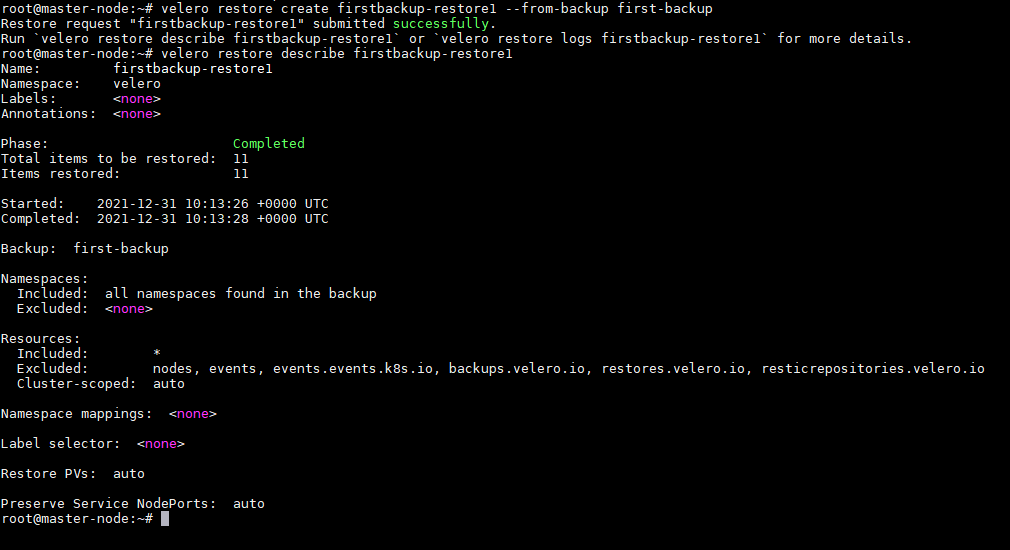 root@master-node:~# velero restore create firstbackup-restore1 --from-backup first-backup
Restore request "firstbackup-restore1" submitted successfully.
Run `velero restore describe firstbackup-restore1` or `velero restore logs firstbackup-restore1` for more details.
root@master-node:~# velero restore describe firstbackup-restore1
Name:         firstbackup-restore1
Namespace:    velero
Labels:       <none>
Annotations:  <none>

Phase:                       Completed
Total items to be restored:  11
Items restored:              11

Started:    2021-12-31 10:13:26 +0000 UTC
Completed:  2021-12-31 10:13:28 +0000 UTC

Backup:  first-backup

Namespaces:
  Included:  all namespaces found in the backup
  Excluded:  <none>

Resources:
  Included:        *
  Excluded:        nodes, events, events.events.k8s.io, backups.velero.io, restores.velero.io, resticrepositories.velero.io
  Cluster-scoped:  auto

Namespace mappings:  <none>

Label selector:  <none>

Restore PVs:  auto

Preserve Service NodePorts:  auto
root@master-node:~#